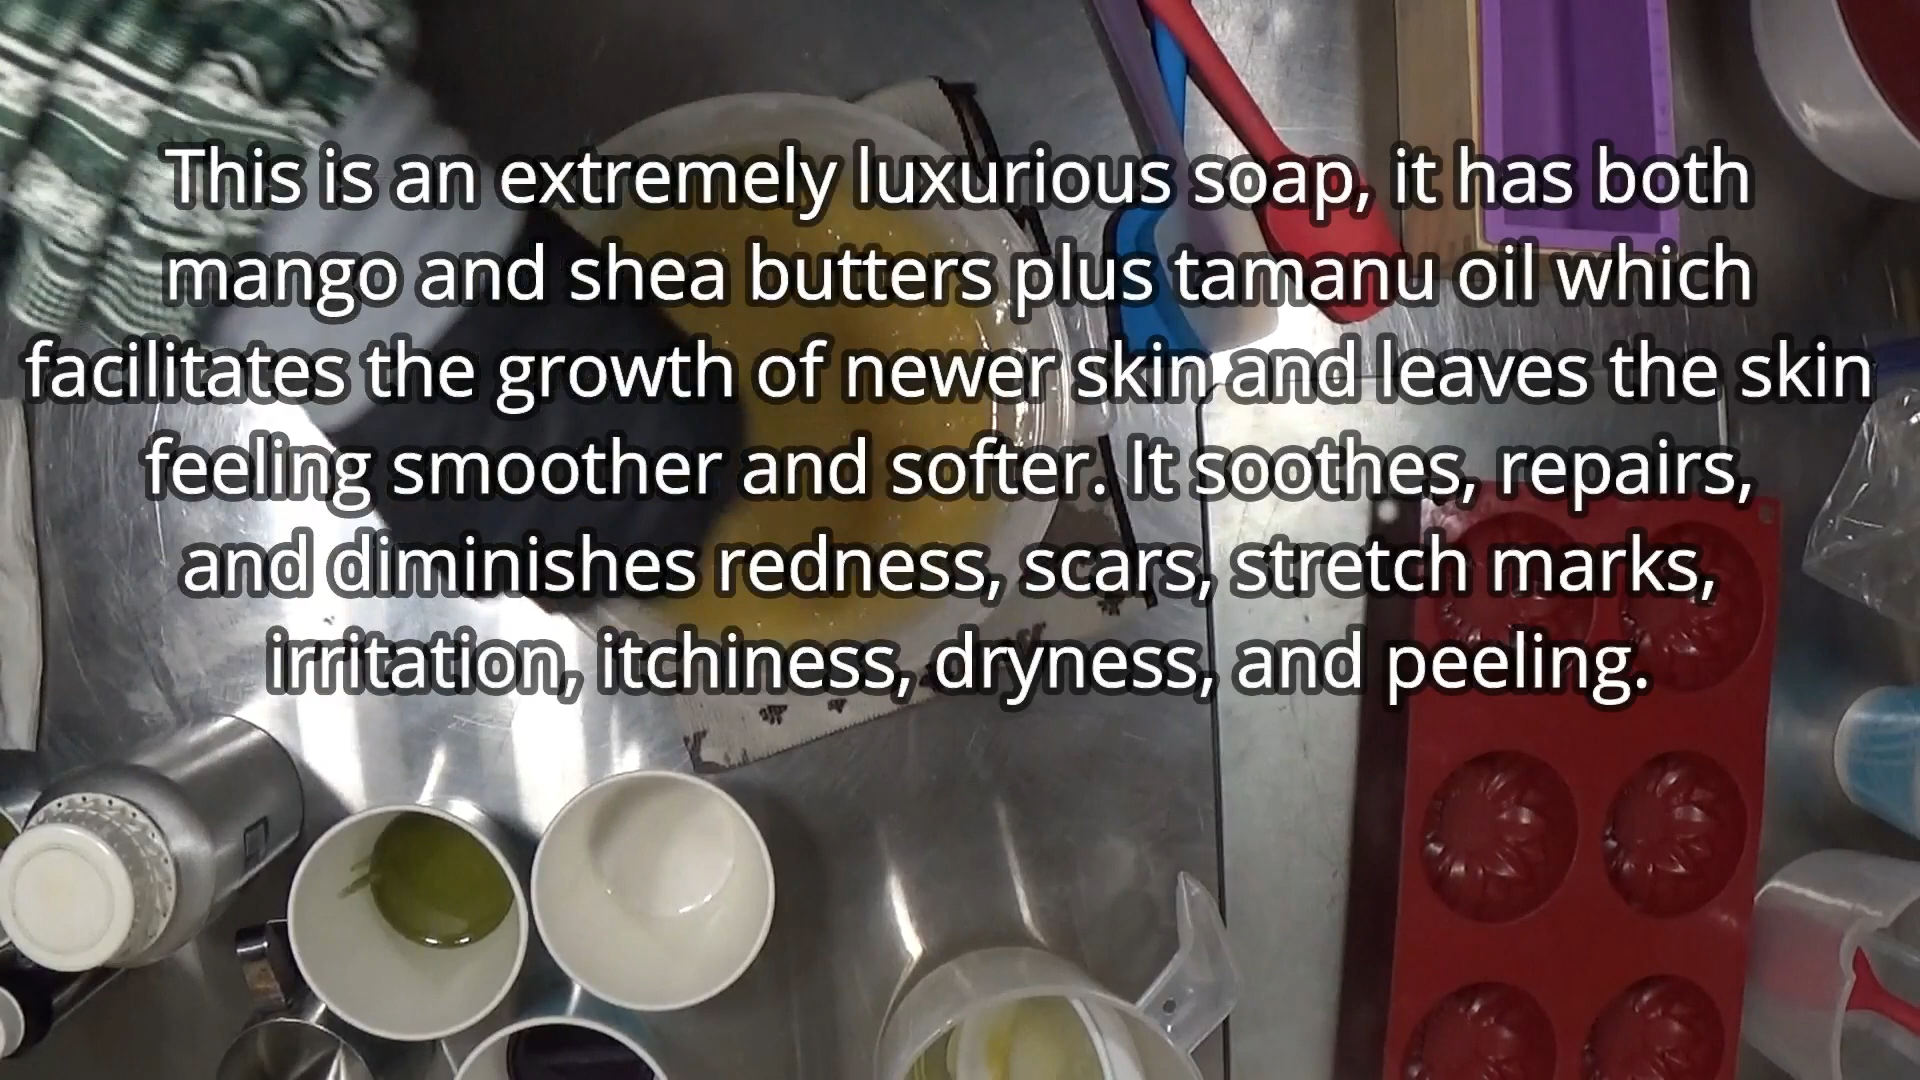 This is an extremely luxurious soap, it has both
mango and shea butters plus tamanu oil which
facilitates the growth of newer skin and leaves the skin
feeling smoother and softer. It soothes, repairs,
and diminishes redness, scars, stretch marks,
irritation, itchiness, dryness, and peeling.